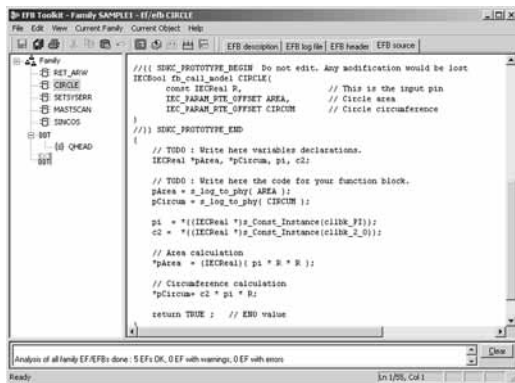 EFB Toolkit - Family SAMPLE1 - Ef/efb CIRCLE
File Edit View Current Family Current Object Help
EFB description EFB log file EFB header EFB source
Family
RET_ARW
CIRCLE
SETSYSERR
MASTSCAN
SINCOS
DDT
QHEAD
//{{ SDKC_PROTOTYPE_BEGIN Do not edit. Any modification would be lost
IECBool fb_call_model CIRCLE(
const IECReal R, // This is the input pin
IEC_PARAM_RTE_OFFSET AREA, // Circle area
IEC_PARAM_RTE_OFFSET CIRCUM // Circle circumference
)
//}} SDKC_PROTOTYPE_END
{
// TODO : Write here variables declarations.
IECReal *pArea, *pCircum, pi, c2;
// TODO : Write here the code for your function block.
pArea = s_log_to_phy( AREA );
pCircum = s_log_to_phy( CIRCUM );
pi = *((IECReal *)s_Const_Instance(clibk_PI));
c2 = *((IECReal *)s_Const_Instance(clibk_2_0));
// Area calculation
*pArea = (IECReal)( pi * R * R );
// Circumference calculation
*pCircum= c2 * pi * R;
return TRUE ; // ENO value
Analysis of all family EF/EFBs done : 5 EFs OK, 0 EF with warnings, 0 EF with errors
Clear
Ready
Ln 1/55, Col 1